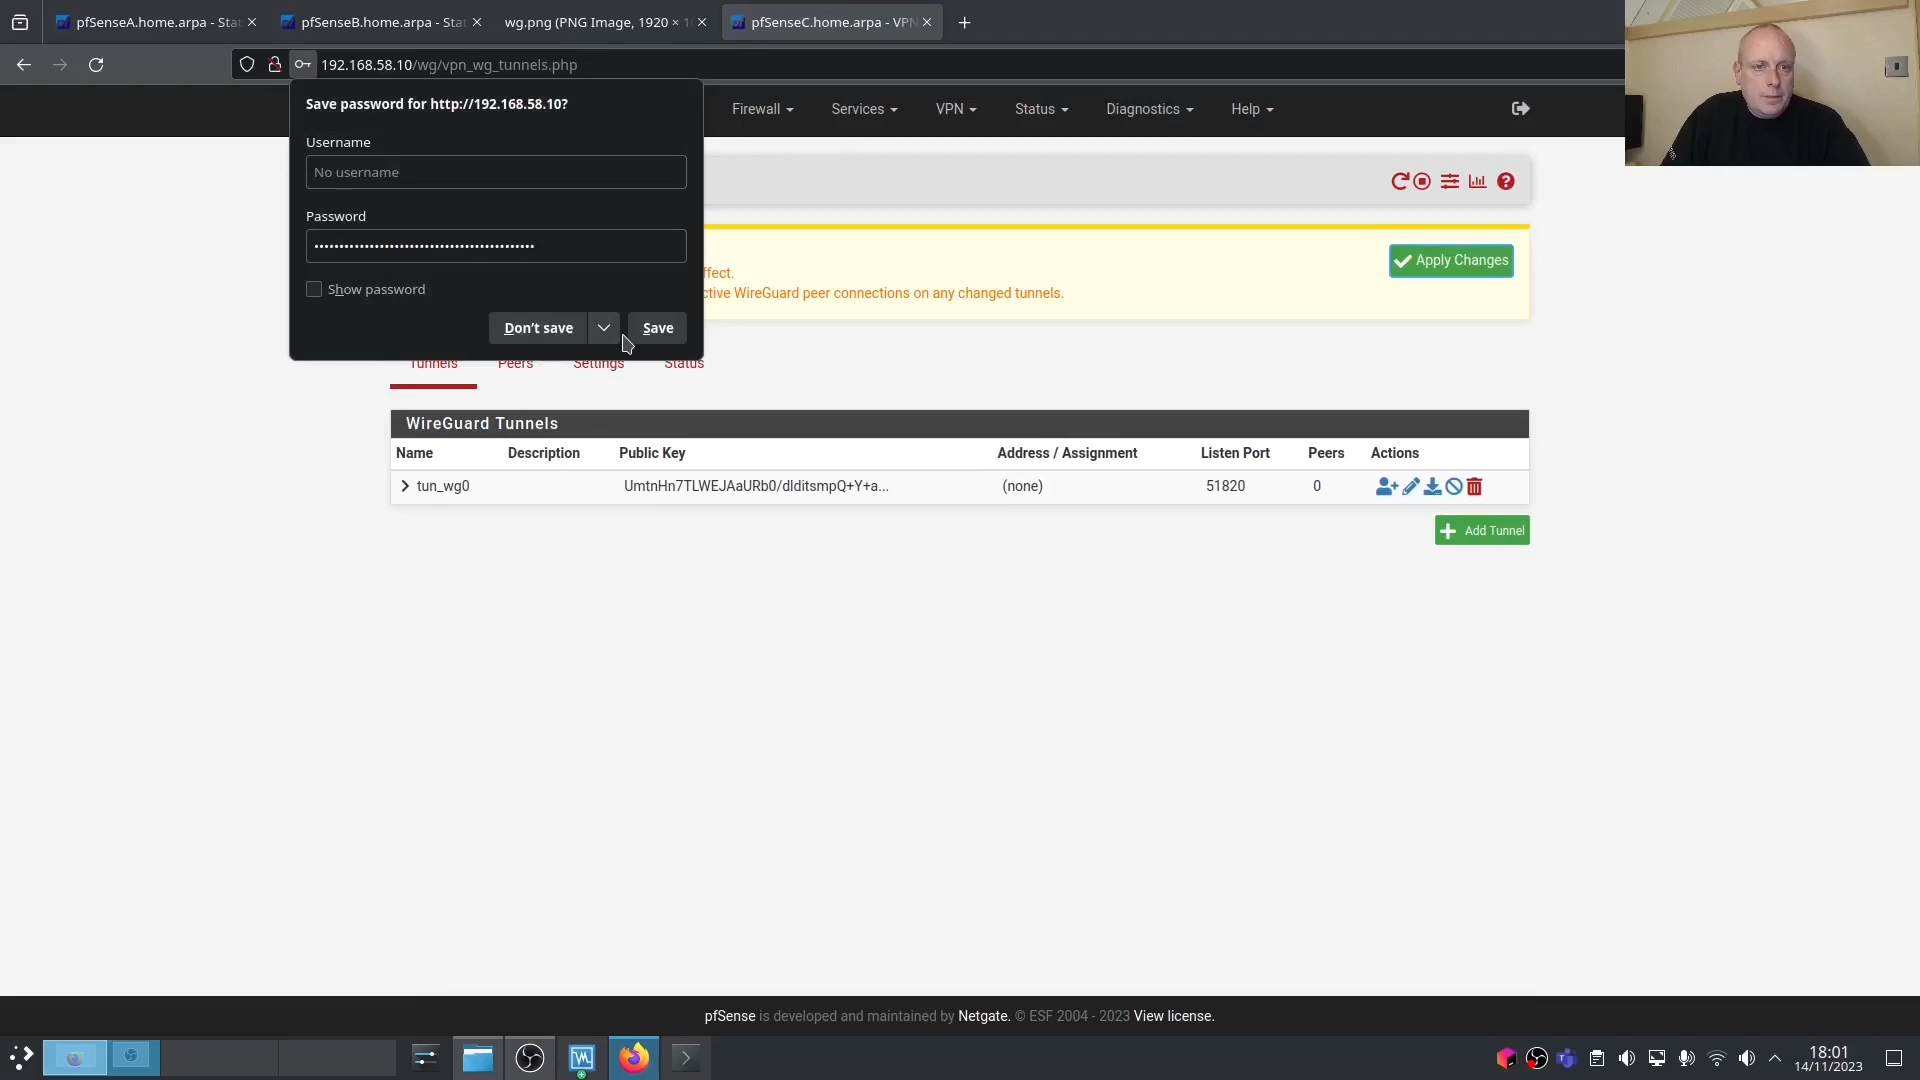 pfSenseA.home.arpa - Sta
pfSenseB.home.arpa - Stat
wg.png (PNG Image, 1920 × 1
pfSenseC.home.arpa - VPN
192.168.58.10/wg/vpn_wg_tunnels.php
Save password for http://192.168.58.10?
Username
No username
Password
Show password
Don't save
Save
Firewall
Services
VPN
Status
Diagnostics
Help
ffect.
ctive WireGuard peer connections on any changed tunnels.
Apply Changes
Tunnels
Peers
Settings
Status
WireGuard Tunnels
Name Description Public Key Address / Assignment Listen Port Peers Actions
tun_wg0 UmtnHn7TLWEJAaURb0/dlditsmpQ+Y+a... (none) 51820 0
Add Tunnel
pfSense is developed and maintained by Netgate. © ESF 2004 - 2023 View license.
18:01
14/11/2023